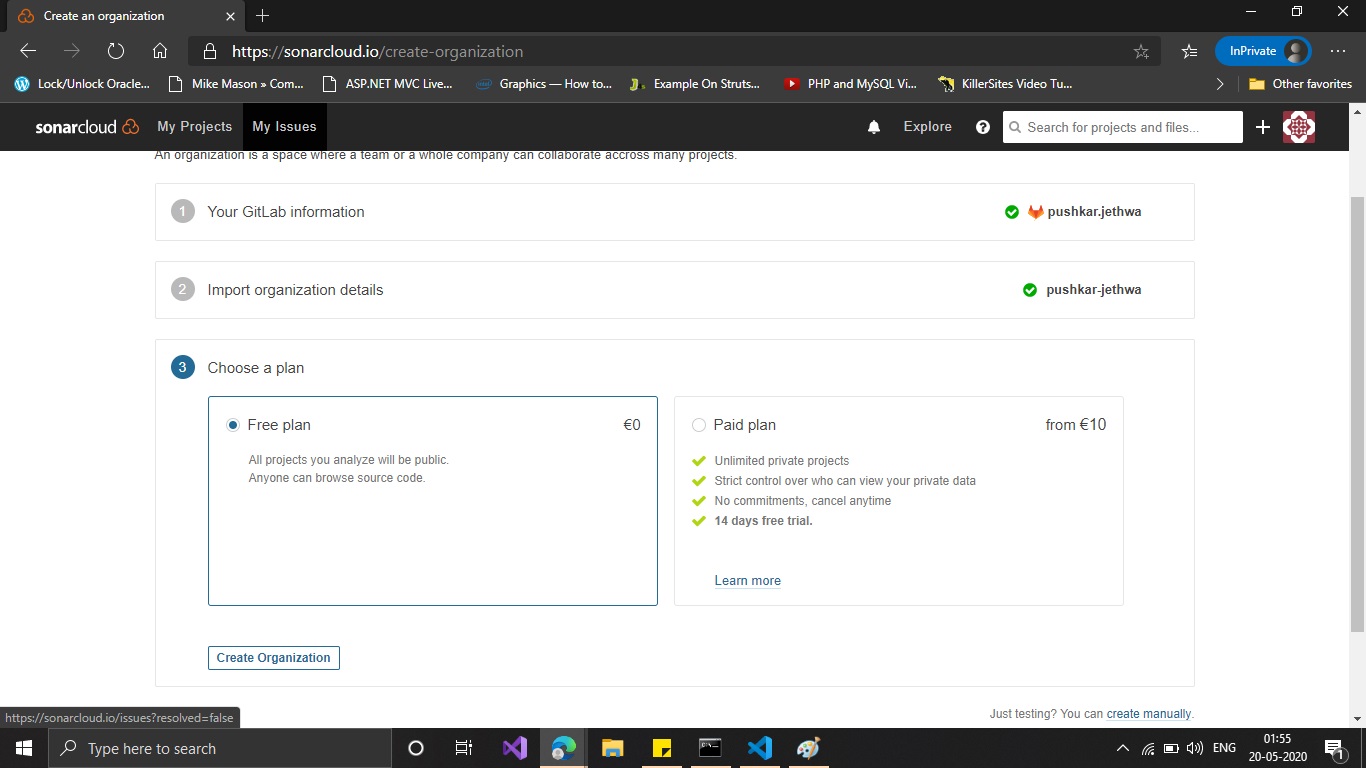 Create an organization
https://sonarcloud.io/create-organization
InPrivate
Lock/Unlock Oracle...
Mike Mason » Com...
ASP.NET MVC Live...
Graphics — How to...
Example On Struts...
PHP and MySQL Vi...
KillerSites Video Tu...
Other favorites
sonarcloud
My Projects
My Issues
Explore
Search for projects and files...
An organization is a space where a team or a whole company can collaborate accross many projects.
1 Your GitLab information
pushkar.jethwa
2 Import organization details
pushkar-jethwa
3 Choose a plan
Free plan €0
All projects you analyze will be public.
Anyone can browse source code.
Paid plan from €10
Unlimited private projects
Strict control over who can view your private data
No commitments, cancel anytime
14 days free trial.
Learn more
Create Organization
Just testing? You can create manually.
https://sonarcloud.io/issues?resolved=false
Type here to search
ENG
01:55
20-05-2020
1